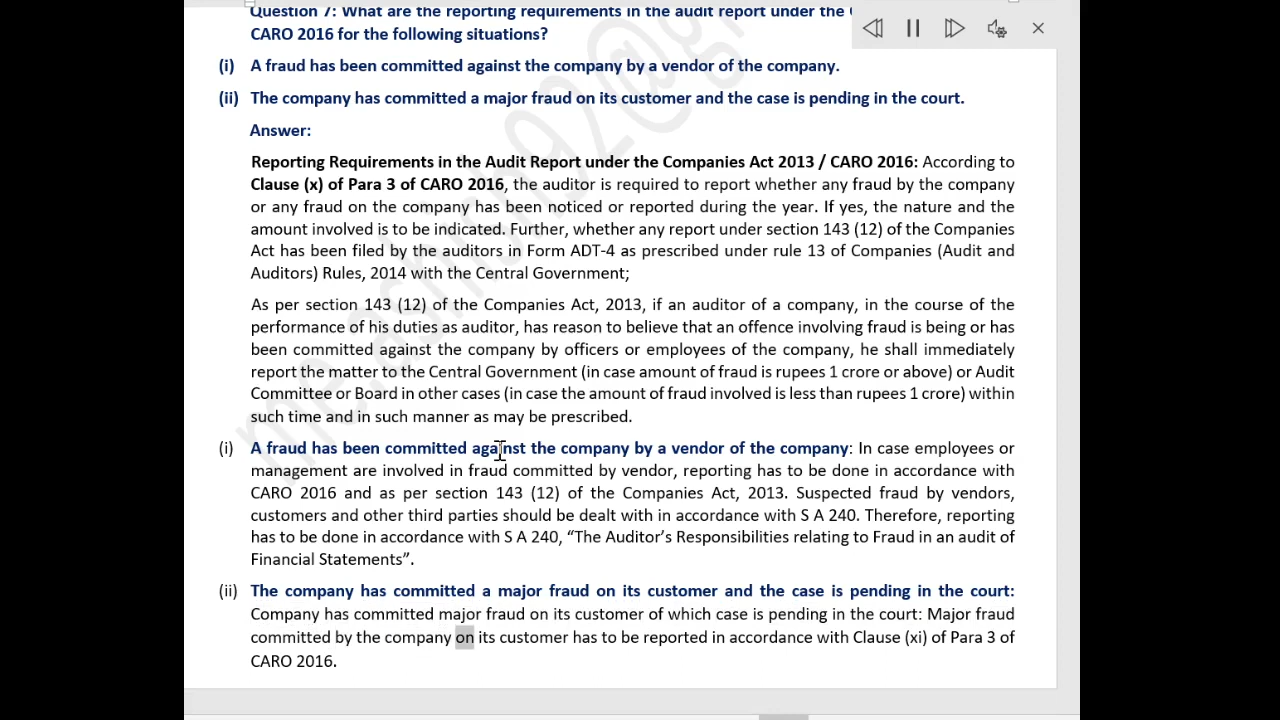 Question 7: What are the reporting requirements in the audit report under the
CARO 2016 for the following situations?
(i) A fraud has been committed against the company by a vendor of the company.
(ii) The company has committed a major fraud on its customer and the case is pending in the court.
Answer:
Reporting Requirements in the Audit Report under the Companies Act 2013 / CARO 2016: According to
Clause (x) of Para 3 of CARO 2016, the auditor is required to report whether any fraud by the company
or any fraud on the company has been noticed or reported during the year. If yes, the nature and the
amount involved is to be indicated. Further, whether any report under section 143 (12) of the Companies
Act has been filed by the auditors in Form ADT-4 as prescribed under rule 13 of Companies (Audit and
Auditors) Rules, 2014 with the Central Government;
As per section 143 (12) of the Companies Act, 2013, if an auditor of a company, in the course of the
performance of his duties as auditor, has reason to believe that an offence involving fraud is being or has
been committed against the company by officers or employees of the company, he shall immediately
report the matter to the Central Government (in case amount of fraud is rupees 1 crore or above) or Audit
Committee or Board in other cases (in case the amount of fraud involved is less than rupees 1 crore) within
such time and in such manner as may be prescribed.
(i) A fraud has been committed against the company by a vendor of the company: In case employees or
management are involved in fraud committed by vendor, reporting has to be done in accordance with
CARO 2016 and as per section 143 (12) of the Companies Act, 2013. Suspected fraud by vendors,
customers and other third parties should be dealt with in accordance with S A 240. Therefore, reporting
has to be done in accordance with S A 240, “The Auditor’s Responsibilities relating to Fraud in an audit of
Financial Statements”.
(ii) The company has committed a major fraud on its customer and the case is pending in the court:
Company has committed major fraud on its customer of which case is pending in the court: Major fraud
committed by the company on its customer has to be reported in accordance with Clause (xi) of Para 3 of
CARO 2016.